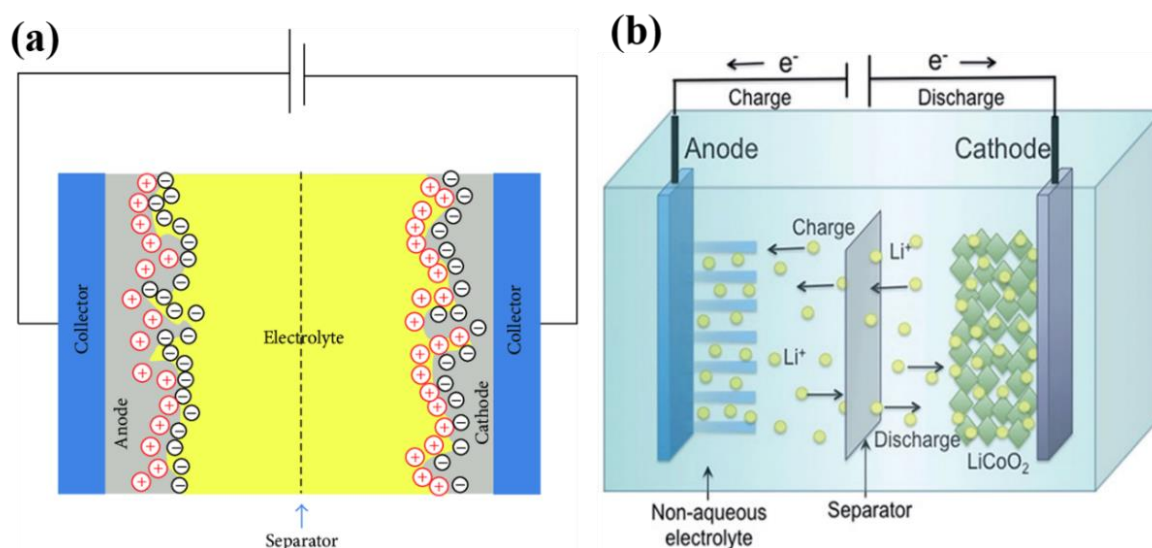 (a)
Collector
Anode
Electrolyte
Cathode
Collector
Separator
(b)
← e⁻
Charge
e⁻ →
Discharge
Anode
Cathode
Charge
Li⁺
Li⁺
Discharge
LiCoO₂
Non-aqueous
electrolyte
Separator